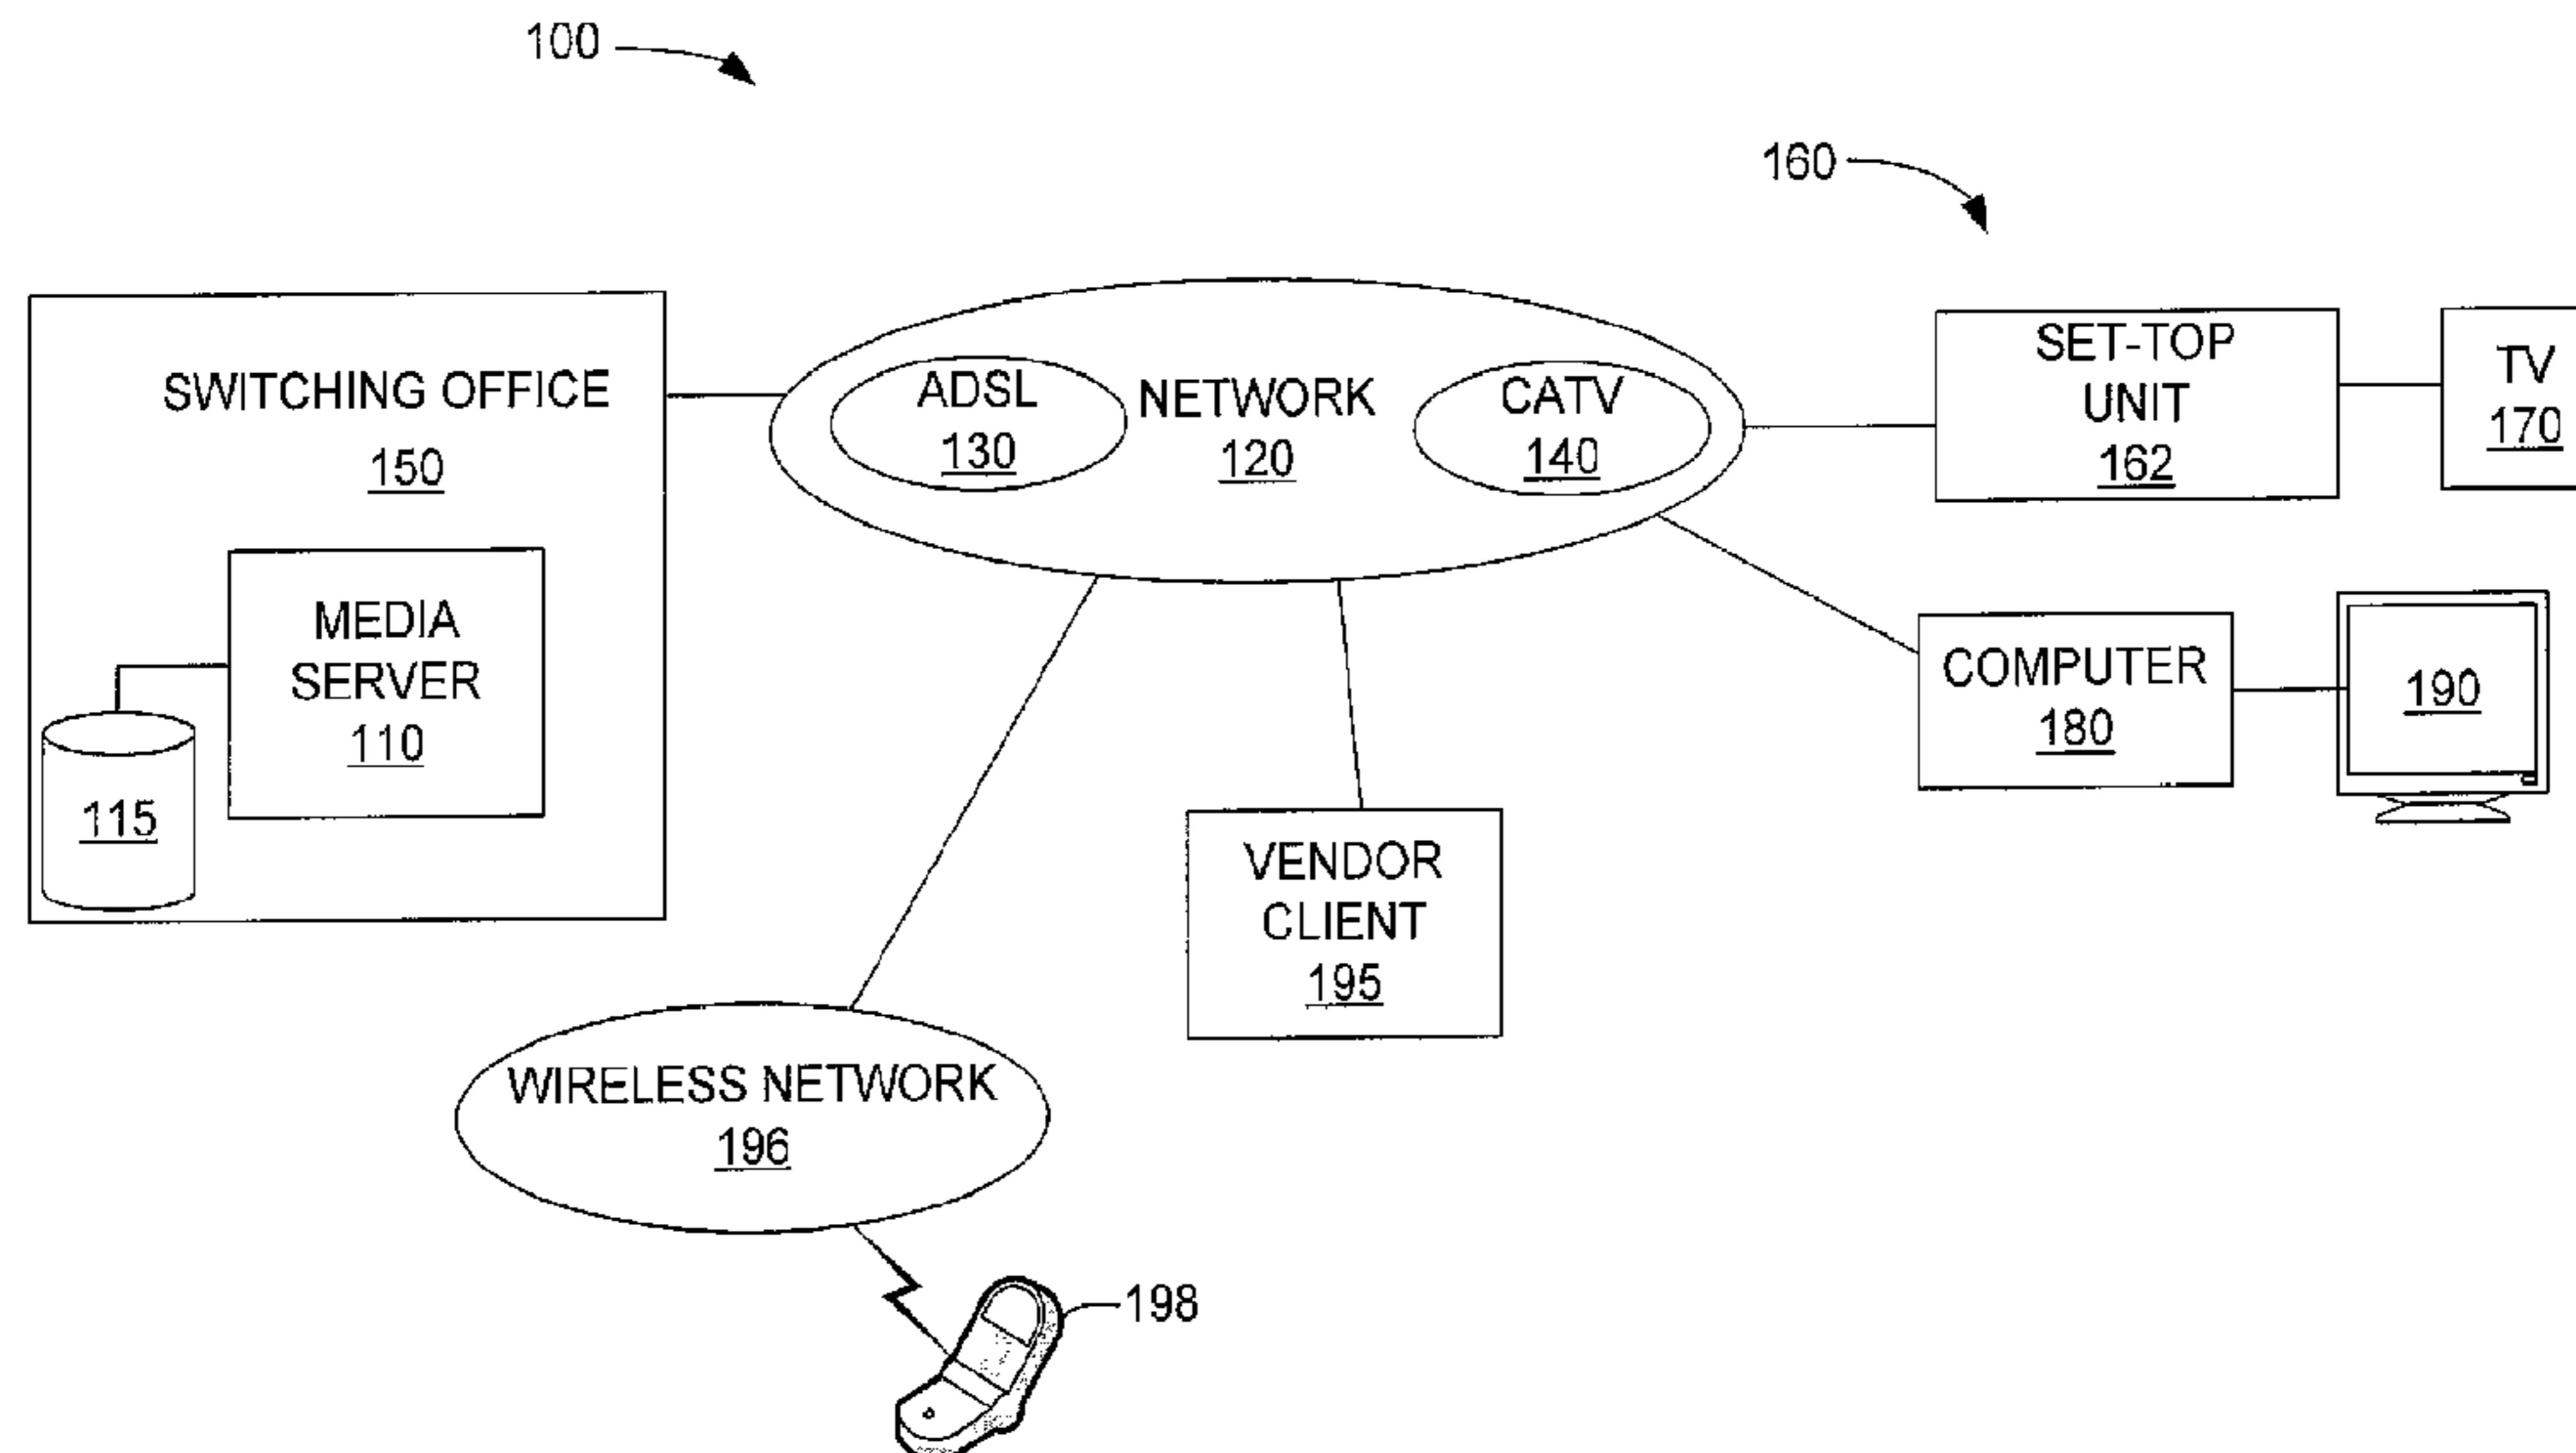 100
160
SWITCHING OFFICE
150
MEDIA
SERVER
110
115
ADSL
130
NETWORK
120
CATV
140
SET-TOP
UNIT
162
TV
170
COMPUTER
180
190
VENDOR
CLIENT
195
WIRELESS NETWORK
196
198